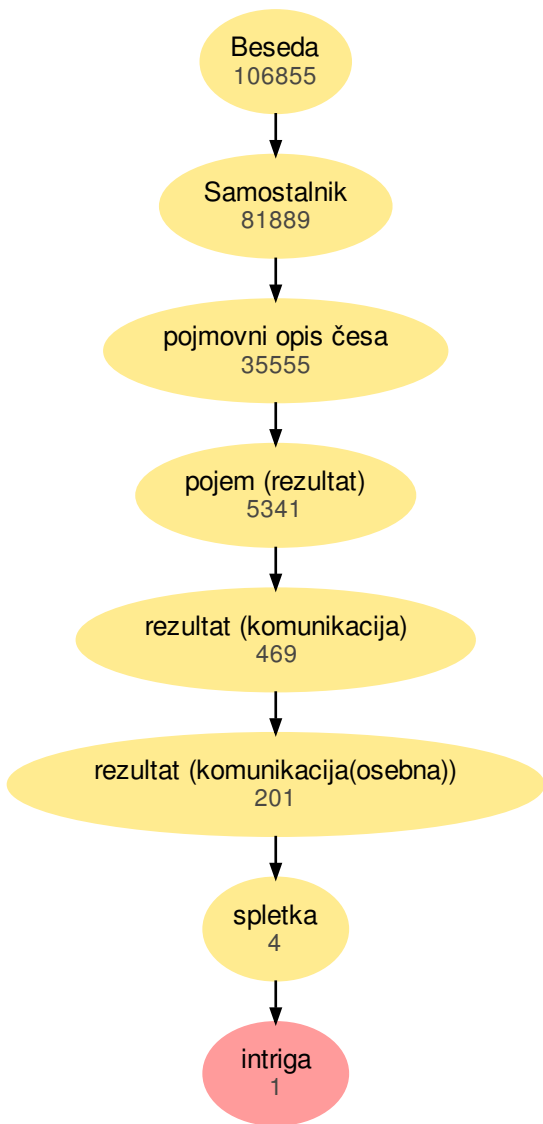 Beseda
106855
Samostalnik
81889
pojmovni opis česa
35555
pojem (rezultat)
5341
rezultat (komunikacija)
469
rezultat (komunikacija(osebna))
201
spletka
4
intriga
1